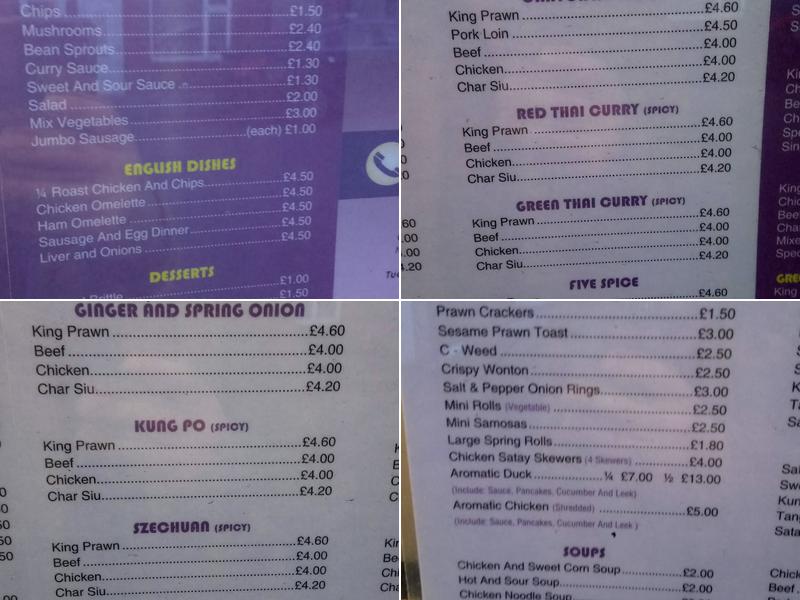 Chips £1.50
Mushrooms £2.40
Bean Sprouts £2.40
Curry Sauce £1.30
Sweet And Sour Sauce £1.30
Salad £2.00
Mix Vegetables £3.00
Jumbo Sausage (each) £1.00
ENGLISH DISHES
¼ Roast Chicken And Chips £4.50
Chicken Omelette £4.50
Ham Omelette £4.50
Sausage And Egg Dinner £4.50
Liver and Onions £4.50
DESSERTS
£1.00
£1.50
King Prawn £4.60
Pork Loin £4.50
Beef £4.00
Chicken £4.00
Char Siu £4.20
RED THAI CURRY (SPICY)
King Prawn £4.60
Beef £4.00
Chicken £4.00
Char Siu £4.20
GREEN THAI CURRY (SPICY)
King Prawn £4.60
Beef £4.00
Chicken £4.00
Char Siu £4.20
FIVE SPICE
£4.60
GINGER AND SPRING ONION
King Prawn £4.60
Beef £4.00
Chicken £4.00
Char Siu £4.20
KUNG PO (SPICY)
King Prawn £4.60
Beef £4.00
Chicken £4.00
Char Siu £4.20
SZECHUAN (SPICY)
King Prawn £4.60
Beef £4.00
Chicken £4.00
Char Siu £4.20
Prawn Crackers £1.50
Sesame Prawn Toast £3.00
C - Weed £2.50
Crispy Wonton £2.50
Salt & Pepper Onion Rings £3.00
Mini Rolls (Vegetable) £2.50
Mini Samosas £2.50
Large Spring Rolls £1.80
Chicken Satay Skewers (4 Skewers) £4.00
Aromatic Duck ¼ £7.00 ½ £13.00
(Include: Sauce, Pancakes, Cucumber And Leek)
Aromatic Chicken (Shredded) £5.00
(Include: Sauce, Pancakes, Cucumber And Leek )
SOUPS
Chicken And Sweet Corn Soup £2.00
Hot And Sour Soup £2.00
Chicken Noodle Soup